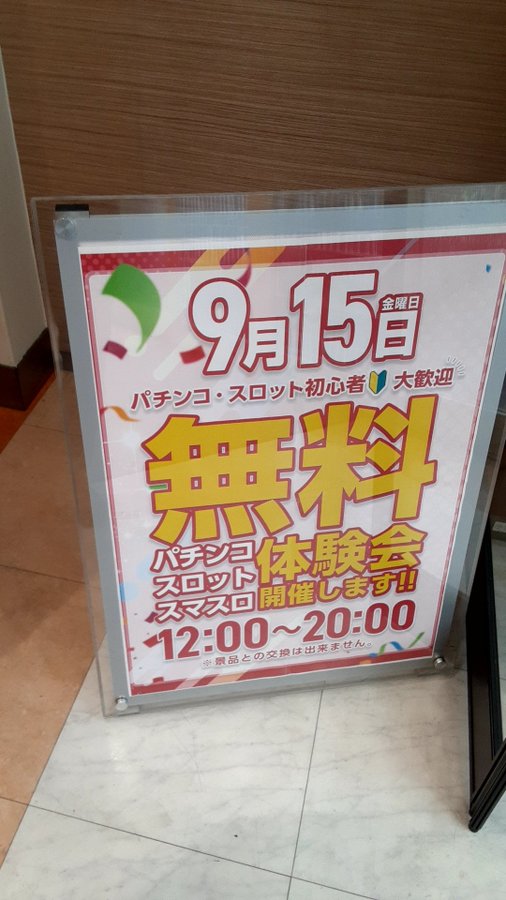 9月15日 金曜日
パチンコ・スロット初心者 大歓迎
無料
パチンコ
スロット
スマスロ
体験会
開催します!!
12:00~20:00
※景品との交換は出来ません。